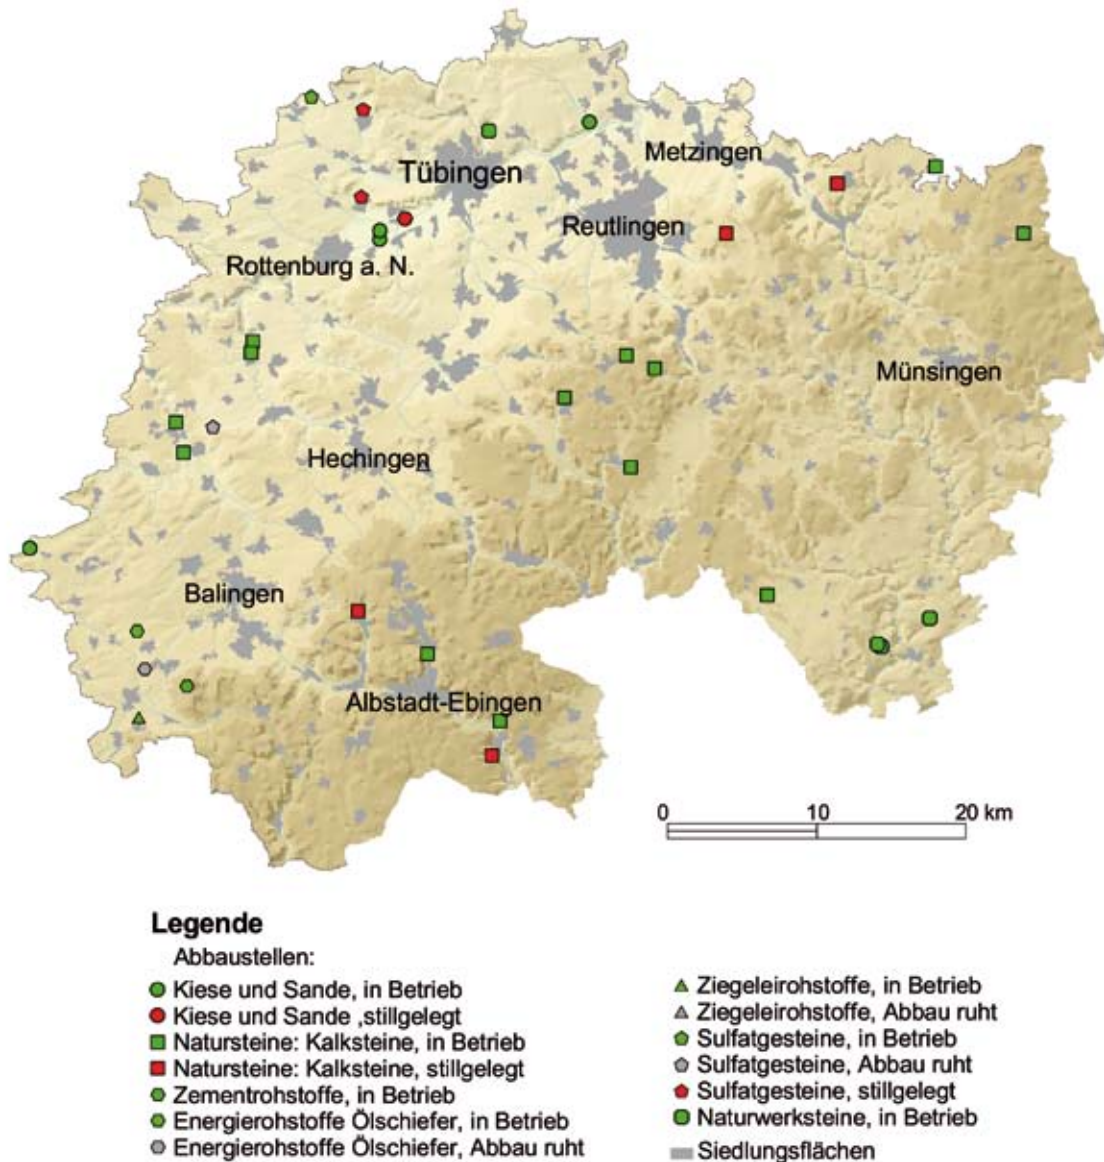 Metzingen
Tübingen
Reutlingen
Rottenburg a. N.
Münsingen
Hechingen
Balingen
Albstadt-Ebingen
0 10 20 km
Legende
Abbaustellen:
Kiese und Sande, in Betrieb
Kiese und Sande ,stillgelegt
Natursteine: Kalksteine, in Betrieb
Natursteine: Kalksteine, stillgelegt
Zementrohstoffe, in Betrieb
Energierohstoffe Ölschiefer, in Betrieb
Energierohstoffe Ölschiefer, Abbau ruht
Ziegeleirohstoffe, in Betrieb
Ziegeleirohstoffe, Abbau ruht
Sulfatgesteine, in Betrieb
Sulfatgesteine, Abbau ruht
Sulfatgesteine, stillgelegt
Naturwerksteine, in Betrieb
Siedlungsflächen